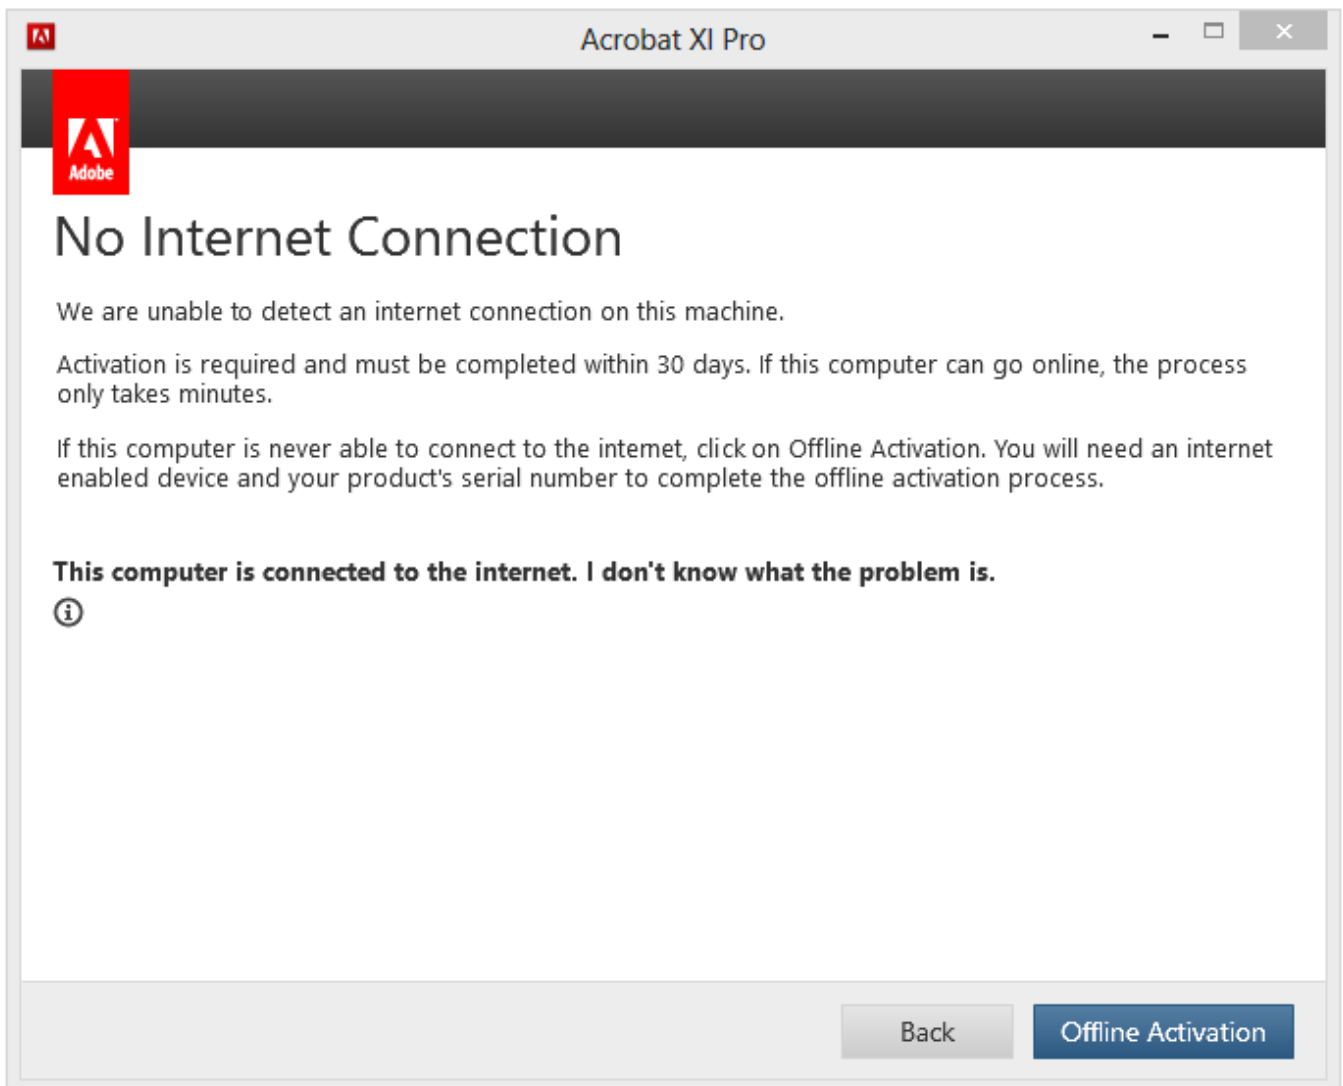 Acrobat XI Pro
Adobe
No Internet Connection
We are unable to detect an internet connection on this machine.
Activation is required and must be completed within 30 days. If this computer can go online, the process
only takes minutes.
If this computer is never able to connect to the internet, click on Offline Activation. You will need an internet
enabled device and your product's serial number to complete the offline activation process.
This computer is connected to the internet. I don't know what the problem is.
Back
Offline Activation